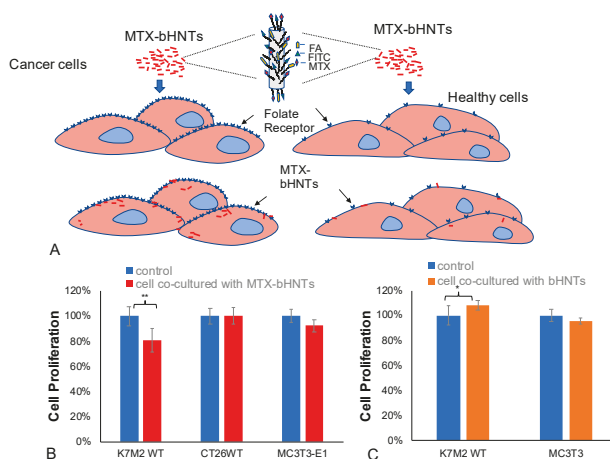 MTX-bHNTs
MTX-bHNTs
FA
FITC
MTX
Cancer cells
Healthy cells
Folate
Receptor
MTX-
bHNTs
A
control
cell co-cultured with MTX-bHNTs
control
cell co-cultured with bHNTs
Cell Proliferation
120%
100%
80%
60%
40%
20%
0%
**
K7M2 WT
CT26WT
MC3T3-E1
B
Cell Proliferation
120%
100%
80%
60%
40%
20%
0%
*
K7M2 WT
MC3T3
C